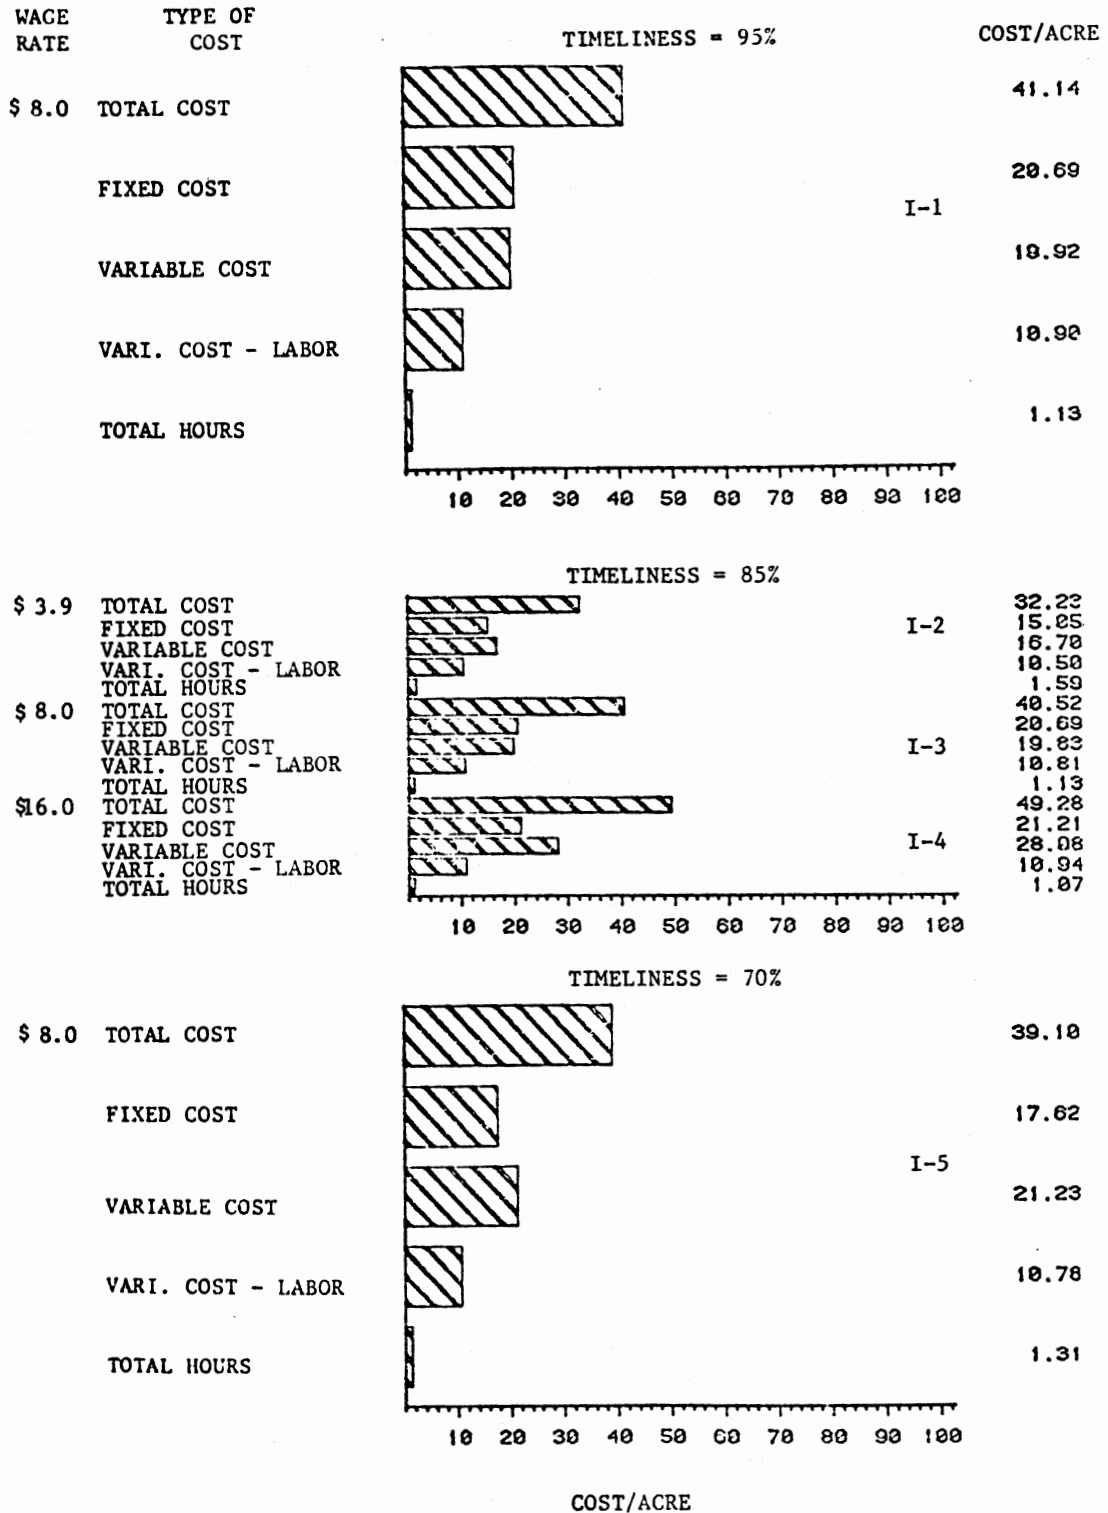 WAGE TYPE OF
RATE COST TIMELINESS = 95% COST/ACRE
$ 8.0 TOTAL COST 41.14
FIXED COST 20.69
I-1
VARIABLE COST 19.92
VARI. COST - LABOR 10.90
TOTAL HOURS 1.13
10 20 30 40 50 60 70 80 90 100
TIMELINESS = 85%
$ 3.9 TOTAL COST 32.23
FIXED COST I-2 15.05
VARIABLE COST 16.70
VARI. COST - LABOR 10.50
TOTAL HOURS 1.59
$ 8.0 TOTAL COST 40.52
FIXED COST 20.69
VARIABLE COST I-3 19.83
VARI. COST - LABOR 10.81
TOTAL HOURS 1.13
$16.0 TOTAL COST 49.28
FIXED COST 21.21
VARIABLE COST I-4 28.08
VARI. COST - LABOR 10.94
TOTAL HOURS 1.07
10 20 30 40 50 60 70 80 90 100
TIMELINESS = 70%
$ 8.0 TOTAL COST 39.10
FIXED COST 17.62
I-5
VARIABLE COST 21.23
VARI. COST - LABOR 10.78
TOTAL HOURS 1.31
10 20 30 40 50 60 70 80 90 100
COST/ACRE